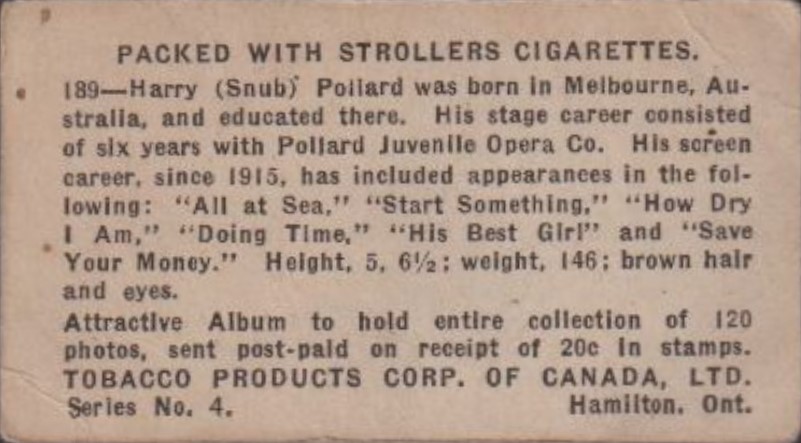 PACKED WITH STROLLERS CIGARETTES.
189—Harry (Snub) Pollard was born in Melbourne, Au-
stralia, and educated there. His stage career consisted
of six years with Pollard Juvenile Opera Co. His screen
career, since 1915, has included appearances in the fol-
lowing: “All at Sea,” “Start Something,” “How Dry
I Am,” “Doing Time,” “His Best Girl” and “Save
Your Money.” Height, 5, 6½; weight, 146; brown hair
and eyes.
Attractive Album to hold entire collection of 120
photos, sent post-paid on receipt of 20c in stamps.
TOBACCO PRODUCTS CORP. OF CANADA, LTD.
Series No. 4. Hamilton, Ont.